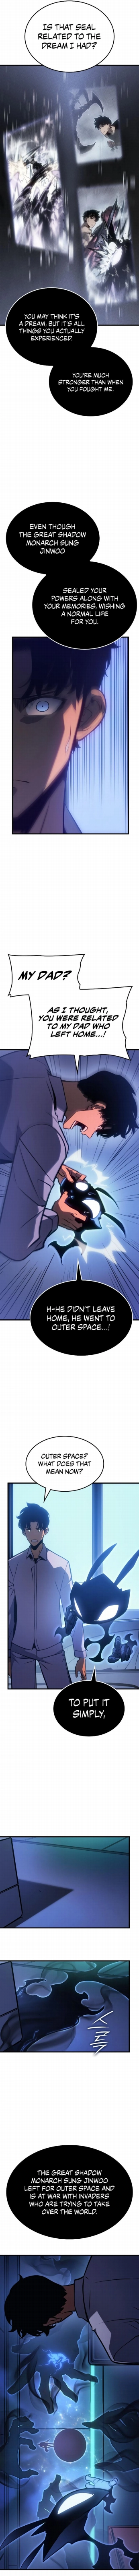 IS THAT SEAL
RELATED TO THE
DREAM I HAD?
YOU MAY THINK IT'S
A DREAM, BUT IT'S ALL
THINGS YOU ACTUALLY
EXPERIENCED.
YOU'RE MUCH
STRONGER THAN WHEN
YOU FOUGHT ME.
EVEN THOUGH
THE GREAT SHADOW
MONARCH SUNG
JINWOO
SEALED YOUR
POWERS ALONG WITH
YOUR MEMORIES, WISHING
A NORMAL LIFE
FOR YOU.
MY DAD?
AS I THOUGHT,
YOU WERE RELATED
TO MY DAD WHO
LEFT HOME...!
H-HE DIDN'T LEAVE
HOME, HE WENT TO
OUTER SPACE...!
OUTER SPACE?
WHAT DOES THAT
MEAN NOW?
TO PUT IT
SIMPLY,
스르륵
THE GREAT SHADOW
MONARCH SUNG JINWOO
LEFT FOR OUTER SPACE AND
IS AT WAR WITH INVADERS
WHO ARE TRYING TO TAKE
OVER THE WORLD.